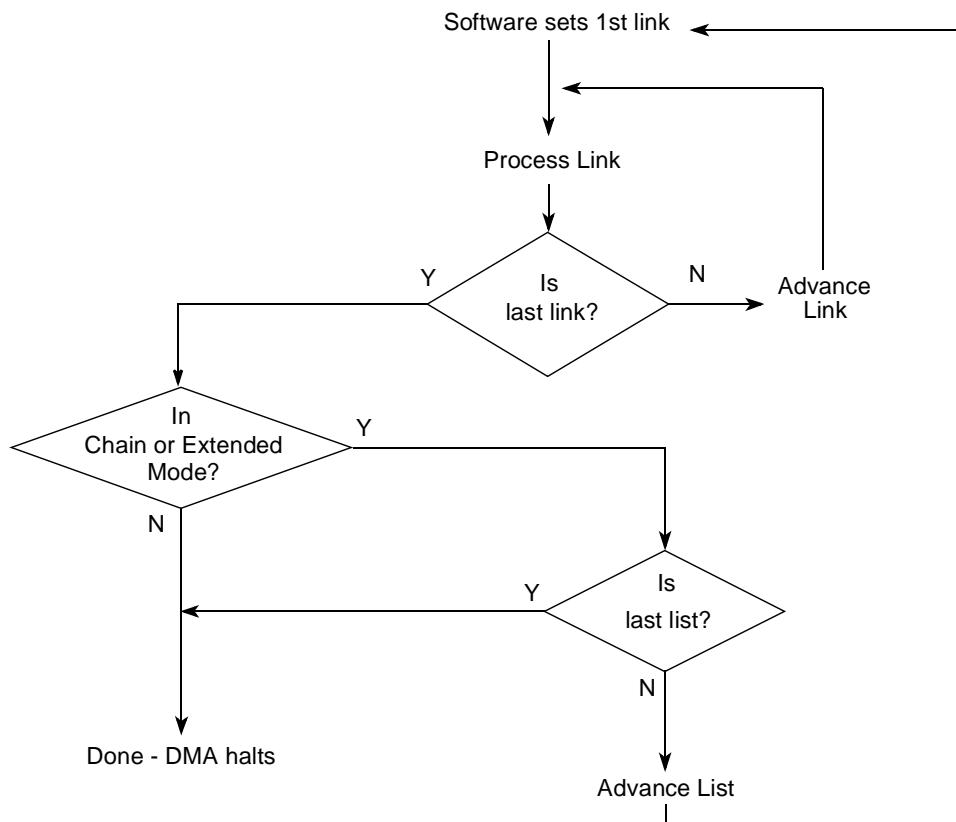 Software sets 1st link
Process Link
Y
Is
last link?
N
Advance
Link
In
Chain or Extended
Mode?
Y
N
Y
Is
last list?
N
Done - DMA halts
Advance List